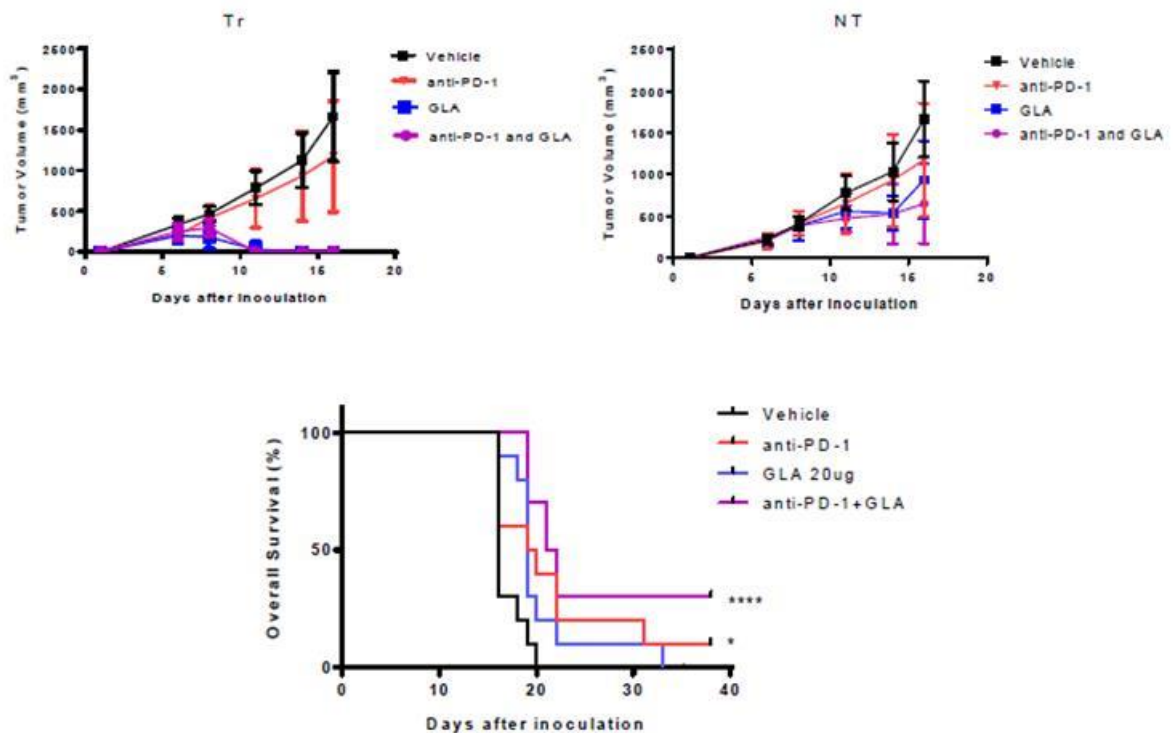 Tr
2500
2000
1500
1000
500
0
Tumor Volume (mm³)
0 5 10 15 20
Days after Inoculation
Vehicle
anti-PD-1
GLA
anti-PD-1 and GLA
NT
2500
2000
1500
1000
500
0
Tumor Volume (mm³)
0 5 10 15 20
Days after Inoculation
Vehicle
anti-PD-1
GLA
anti-PD-1 and GLA
100
50
0
Overall Survival (%)
0 10 20 30 40
Days after inoculation
Vehicle
anti-PD-1
GLA 20ug
anti-PD-1+GLA
****
*